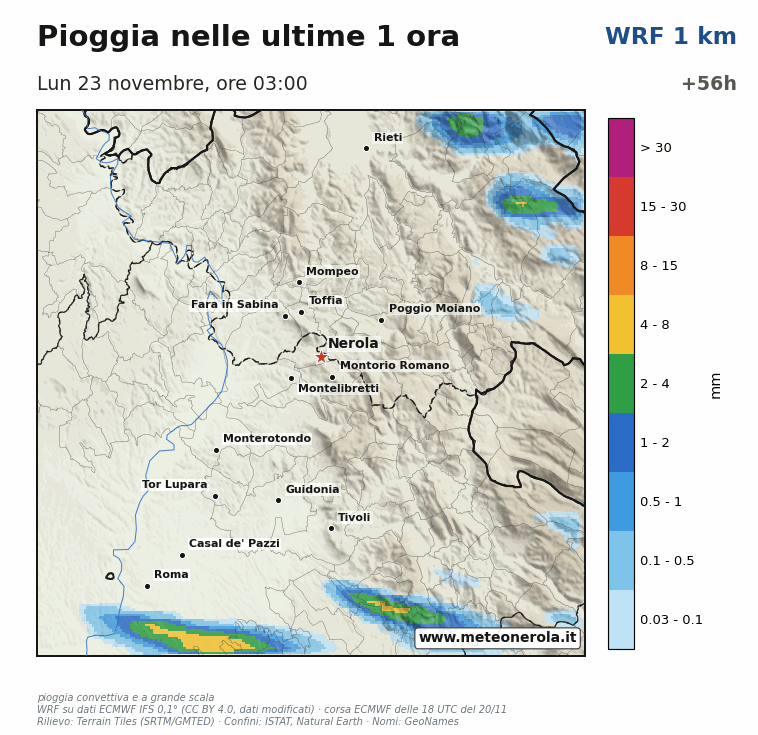 Pioggia nelle ultime 1 ora
WRF 1 km
Lun 23 novembre, ore 03:00
+56h
Rieti
Mompeo
Fara in Sabina
Toffia
Poggio Moiano
Nerola
Montorio Romano
Montelibretti
Monterotondo
Tor Lupara
Guidonia
Tivoli
Casal de' Pazzi
Roma
www.meteonerola.it
> 30
15 - 30
8 - 15
4 - 8
2 - 4
1 - 2
0.5 - 1
0.1 - 0.5
0.03 - 0.1
mm
pioggia convettiva e a grande scala
WRF su dati ECMWF IFS 0,1° (CC BY 4.0, dati modificati) · corsa ECMWF delle 18 UTC del 20/11
Rilievo: Terrain Tiles (SRTM/GMTED) · Confini: ISTAT, Natural Earth · Nomi: GeoNames